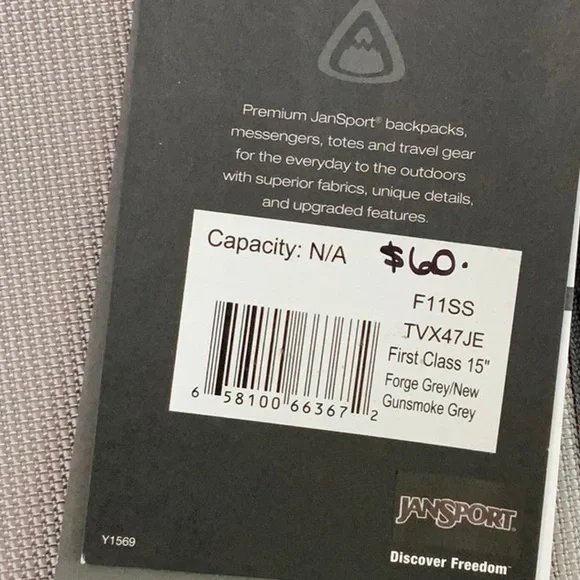 Premium JanSport® backpacks,
messengers, totes and travel gear
for the everyday to the outdoors
with superior fabrics, unique details,
and upgraded features.
Capacity: N/A $60.
F11SS
TVX47JE
First Class 15"
Forge Grey/New
Gunsmoke Grey
6 58100 66367 2
JANSPORT
Discover Freedom™
Y1569